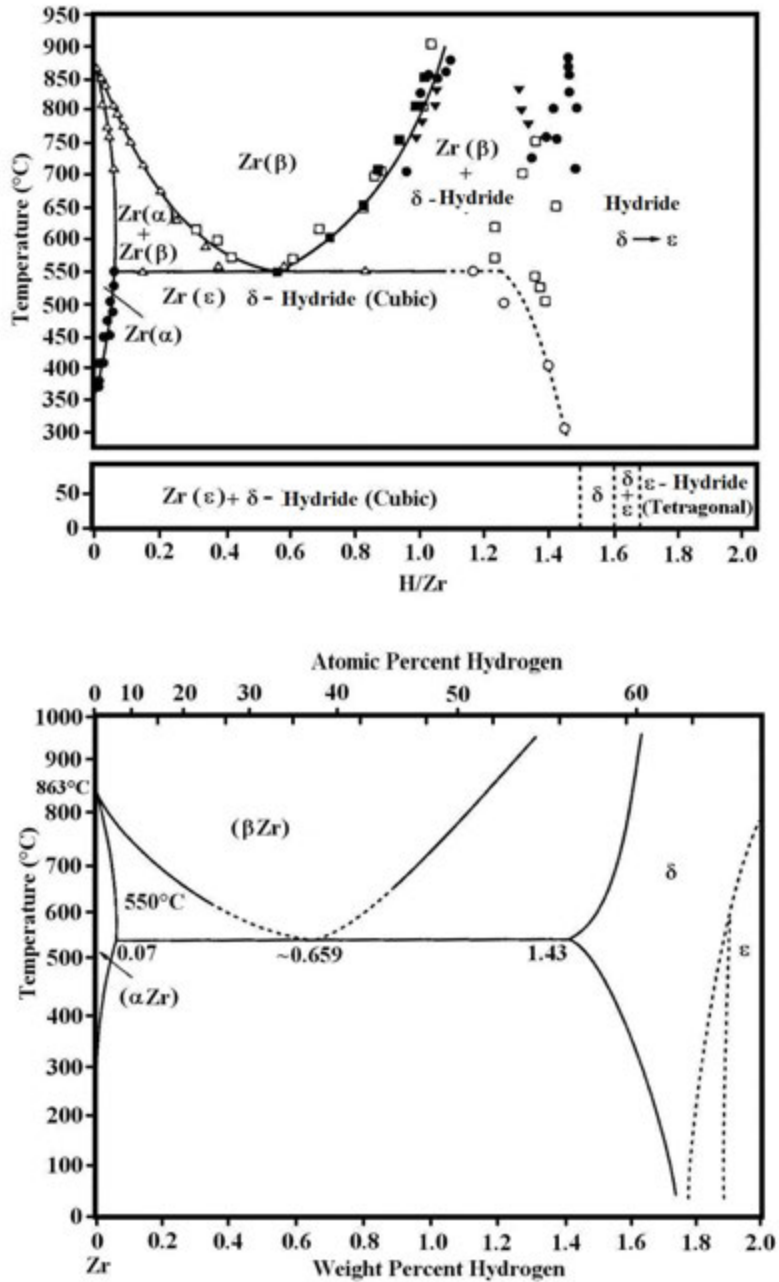 950
900
850
800
750
700
650
600
550
500
450
400
350
300
Temperature (°C)
Zr(β)
Zr(β)
+
δ-Hydride
Zr(α)
+
Zr(β)
Hydride
δ → ε
Zr(ε) δ- Hydride (Cubic)
Zr(α)
50
0
Zr(ε)+ δ- Hydride (Cubic)
δ
δ
+
ε
ε- Hydride
(Tetragonal)
0 0.2 0.4 0.6 0.8 1.0 1.2 1.4 1.6 1.8 2.0
H/Zr
Atomic Percent Hydrogen
0 10 20 30 40 50 60
1000
900
863°C
800
700
600
500
400
300
200
100
0
Temperature (°C)
(βZr)
δ
550°C
0.07 ~0.659 1.43
ε
(αZr)
0 0.2 0.4 0.6 0.8 1.0 1.2 1.4 1.6 1.8 2.0
Zr
Weight Percent Hydrogen